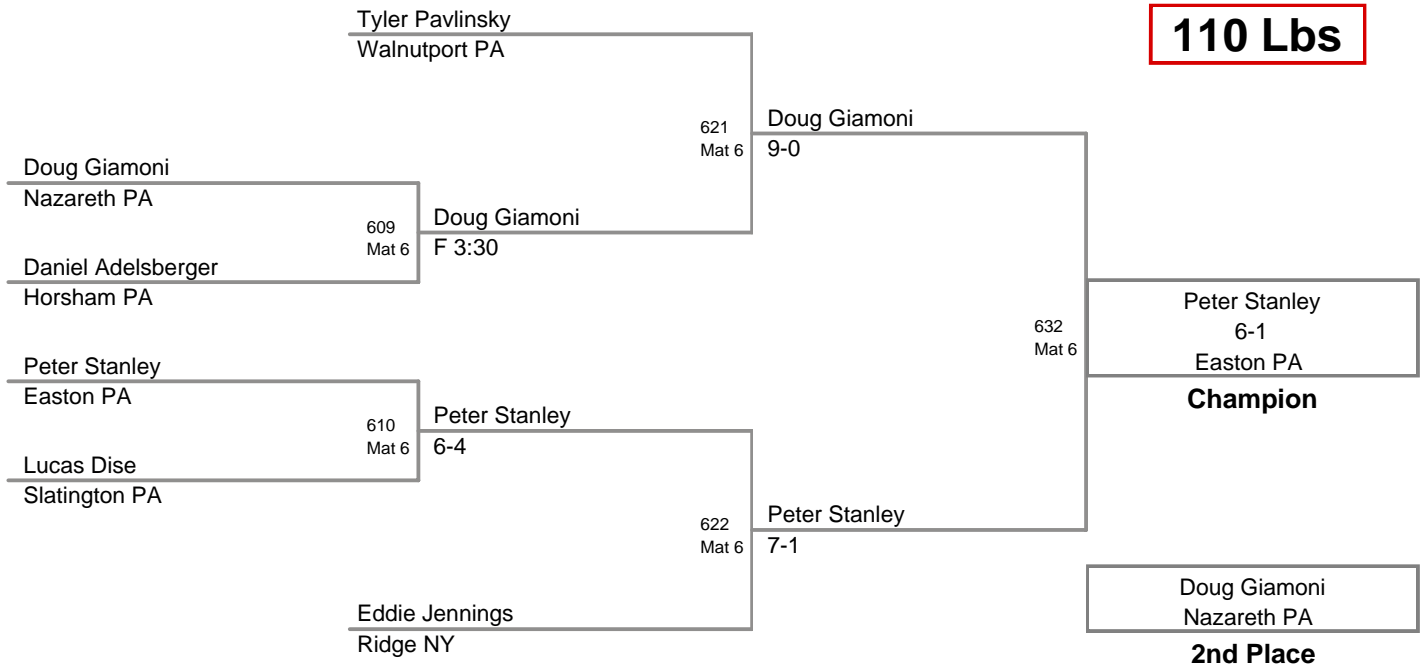 Tyler Pavlinsky
Walnutport PA
110 Lbs
621
Mat 6
Doug Giamoni
9-0
Doug Giamoni
Nazareth PA
609
Mat 6
Doug Giamoni
F 3:30
Daniel Adelsberger
Horsham PA
632
Mat 6
Peter Stanley
6-1
Easton PA
Champion
Peter Stanley
Easton PA
610
Mat 6
Peter Stanley
6-4
Lucas Dise
Slatington PA
622
Mat 6
Peter Stanley
7-1
Eddie Jennings
Ridge NY
Doug Giamoni
Nazareth PA
2nd Place